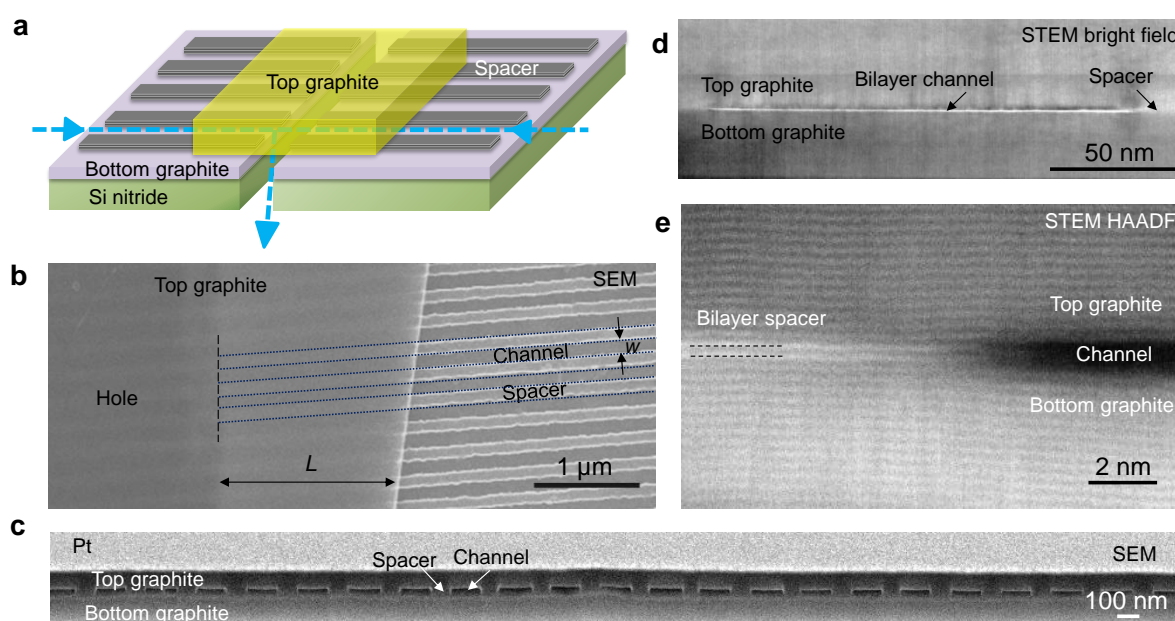 a
Top graphite
Spacer
Bottom graphite
Si nitride
b
Top graphite
SEM
Channel
w
Hole
Spacer
L
1 µm
c
Pt
Spacer
Channel
SEM
Top graphite
Bottom graphite
100 nm
d
STEM bright field
Top graphite
Bilayer channel
Spacer
Bottom graphite
50 nm
e
STEM HAADF
Top graphite
Bilayer spacer
Channel
Bottom graphite
2 nm